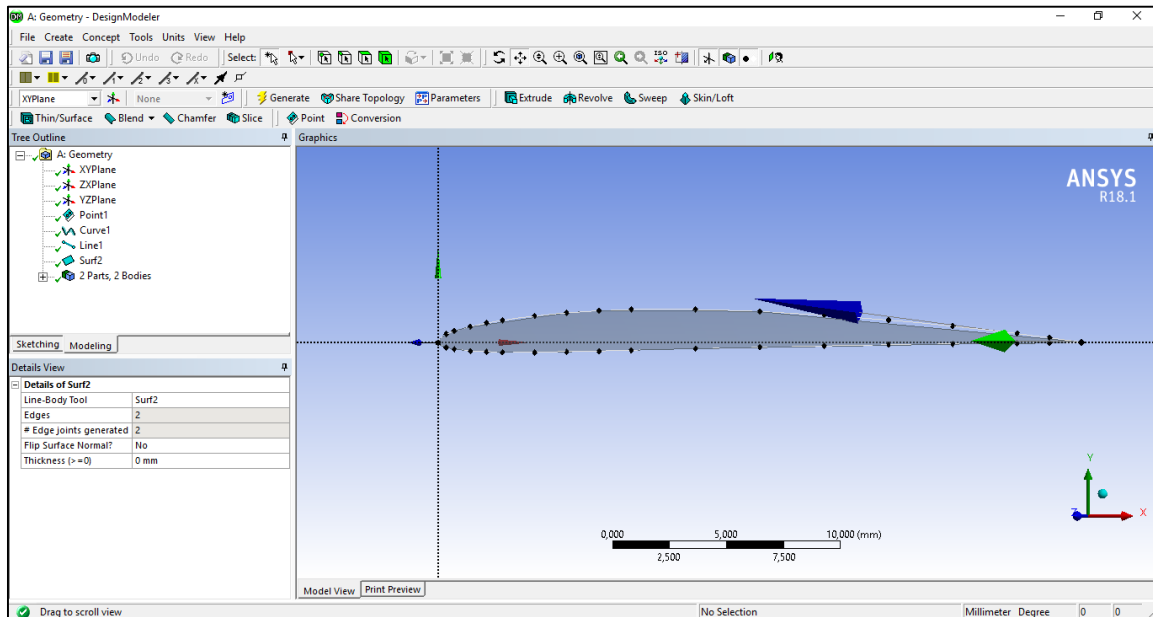 A: Geometry - DesignModeler
File Create Concept Tools Units View Help
Undo Redo Select: ISO
XYPlane None Generate Share Topology Parameters Extrude Revolve Sweep Skin/Loft
Thin/Surface Blend Chamfer Slice Point Conversion
Tree Outline
A: Geometry
XYPlane
ZXPlane
YZPlane
Point1
Curve1
Line1
Surf2
2 Parts, 2 Bodies
Sketching Modeling
Details View
Details of Surf2
Line-Body Tool Surf2
Edges 2
# Edge joints generated 2
Flip Surface Normal? No
Thickness (>=0) 0 mm
Graphics
ANSYS
R18.1
Y
Z X
0,000 5,000 10,000 (mm)
2,500 7,500
Model View Print Preview
Drag to scroll view No Selection Millimeter Degree 0 0